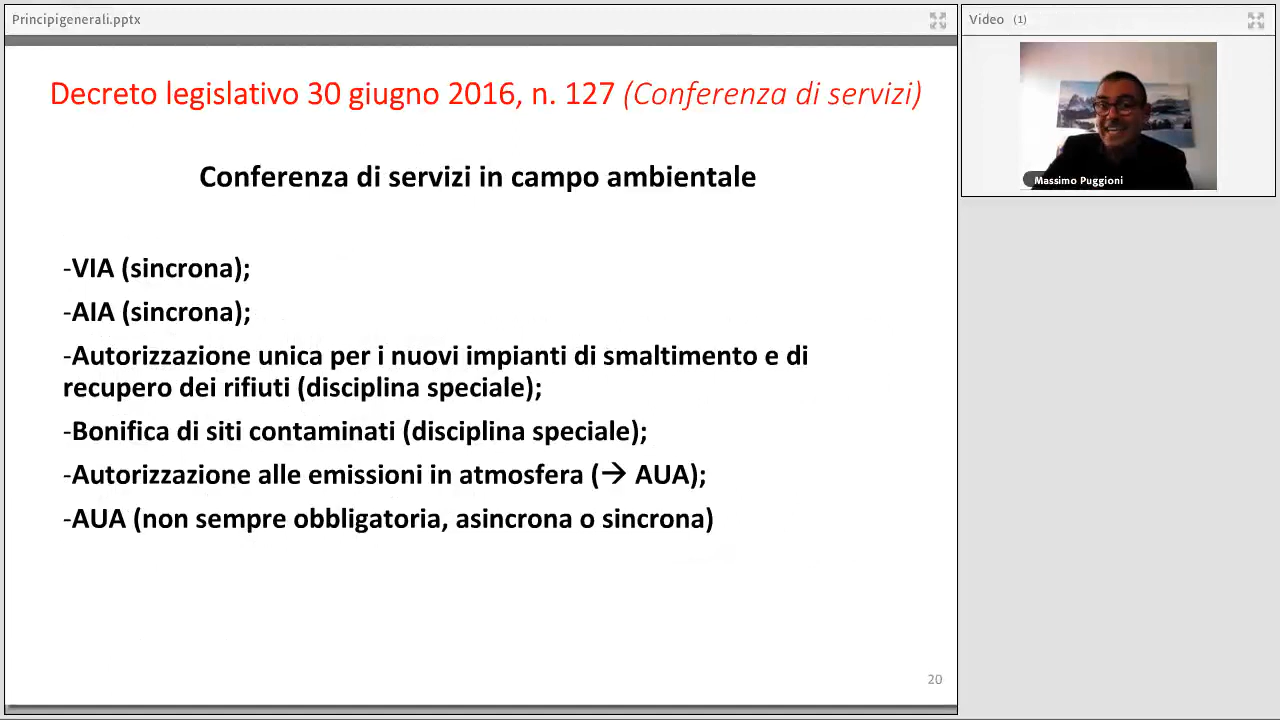 Principigenerali.pptx
Video (1)
Decreto legislativo 30 giugno 2016, n. 127 (Conferenza di servizi)
Massimo Puggioni
Conferenza di servizi in campo ambientale
-VIA (sincrona);
-AIA (sincrona);
-Autorizzazione unica per i nuovi impianti di smaltimento e di
recupero dei rifiuti (disciplina speciale);
-Bonifica di siti contaminati (disciplina speciale);
-Autorizzazione alle emissioni in atmosfera (→ AUA);
-AUA (non sempre obbligatoria, asincrona o sincrona)
20